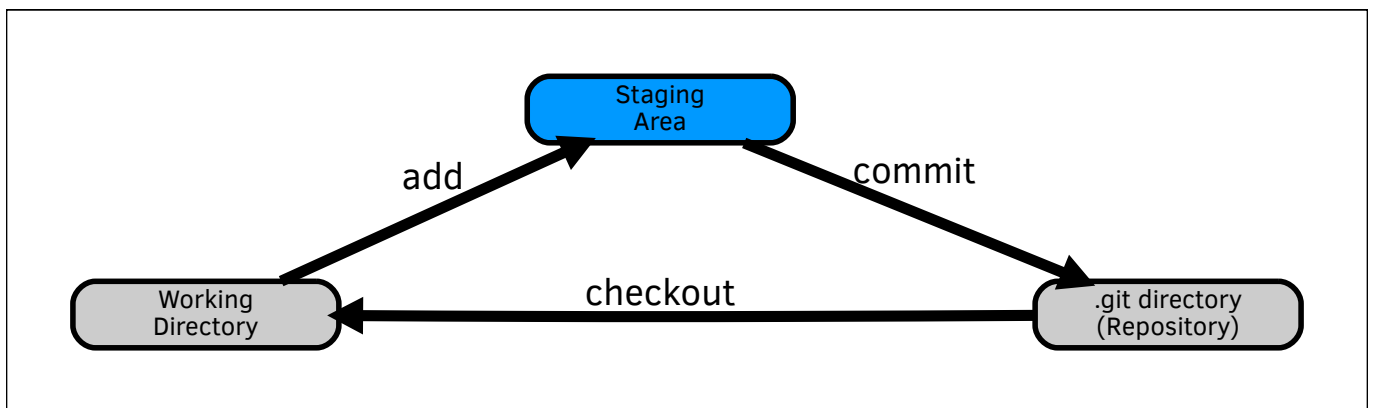 Staging
Area
add
commit
Working
Directory
checkout
.git directory
(Repository)